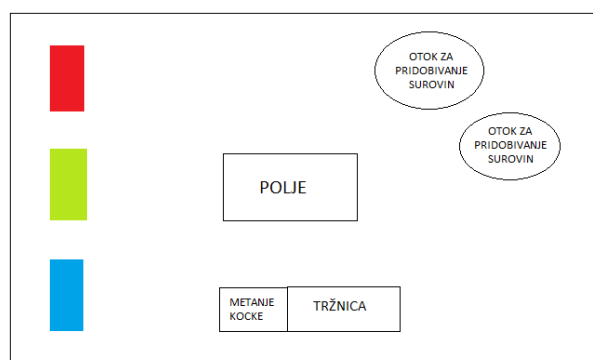 OTOK ZA
PRIDOBIVANJE
SUROVIN
OTOK ZA
PRIDOBIVANJE
SUROVIN
POLJE
METANJE
KOCKE
TRŽNICA